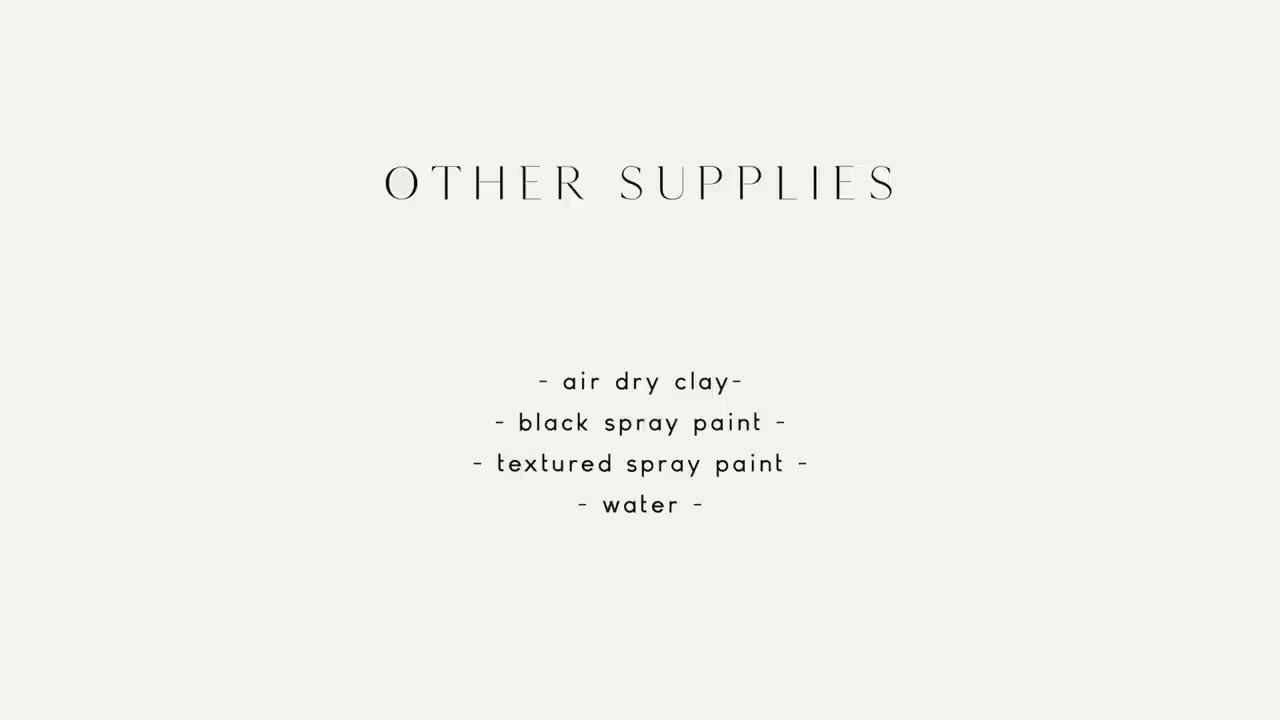 OTHER SUPPLIES
- air dry clay-
- black spray paint -
- textured spray paint -
- water -